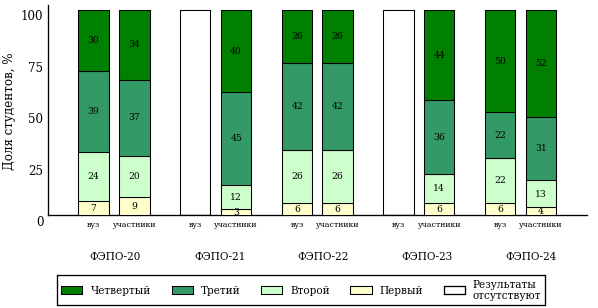 Доля студентов, %
100
75
50
25
0
30 34 40 26 26 44 50 52
39 37 45 42 42 36 22 31
24 20 12 26 26 14 22 13
7 9 3 6 6 6 6 4
вуз участники вуз участники вуз участники вуз участники вуз участники
ФЭПО-20 ФЭПО-21 ФЭПО-22 ФЭПО-23 ФЭПО-24
Четвертый Третий Второй Первый Результаты
отсутствуют